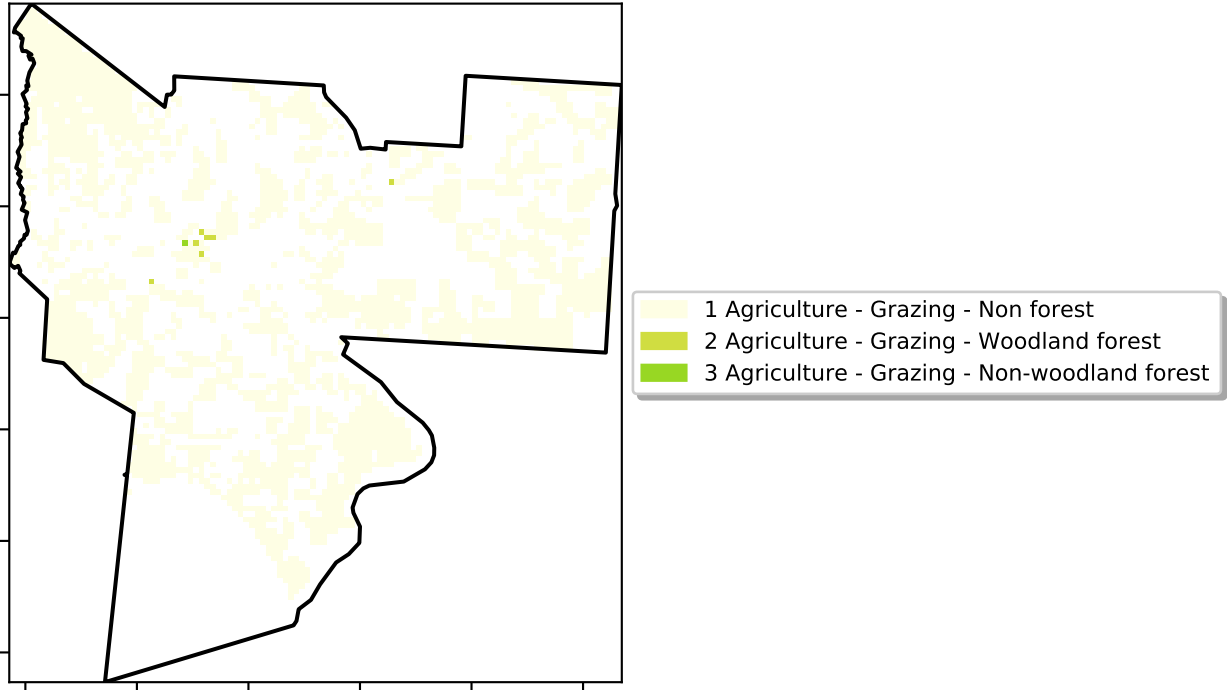 1 Agriculture - Grazing - Non forest
2 Agriculture - Grazing - Woodland forest
3 Agriculture - Grazing - Non-woodland forest